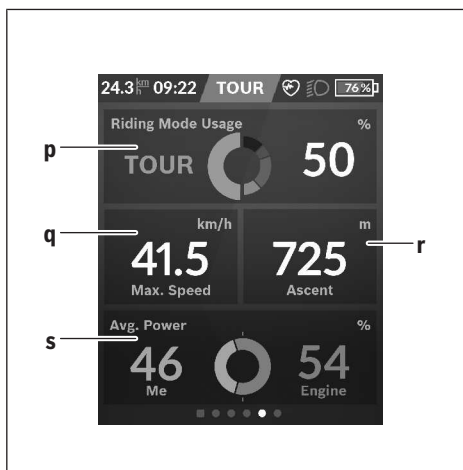 24.3 km/h 09:22 TOUR 76 %
Riding Mode Usage %
p
TOUR 50
q
km/h
41.5
Max. Speed
m
725
Ascent
r
Avg. Power %
s
46 54
Me Engine